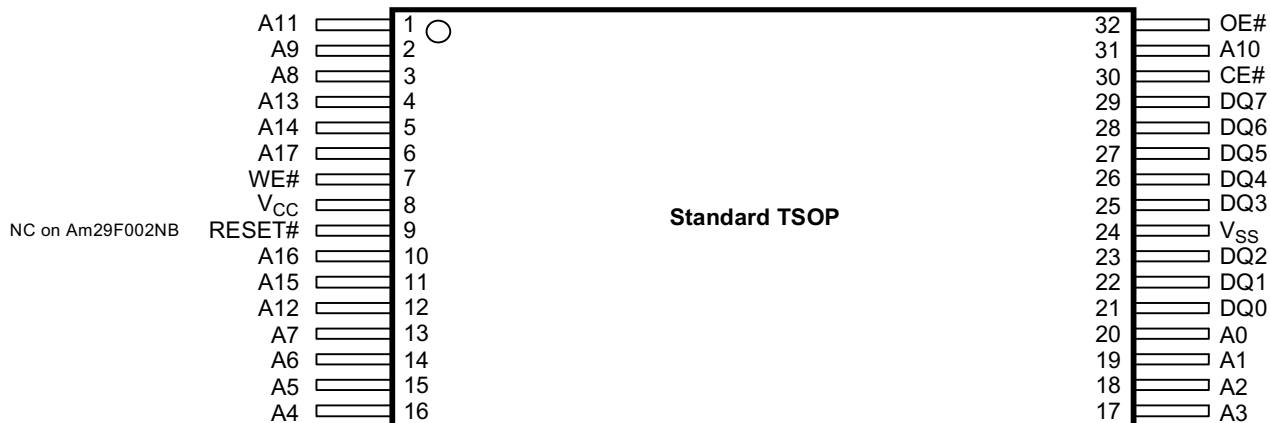 A11 1 32 OE#
A9 2 31 A10
A8 3 30 CE#
A13 4 29 DQ7
A14 5 28 DQ6
A17 6 27 DQ5
WE# 7 26 DQ4
VCC 8 Standard TSOP 25 DQ3
NC on Am29F002NB RESET# 9 24 VSS
A16 10 23 DQ2
A15 11 22 DQ1
A12 12 21 DQ0
A7 13 20 A0
A6 14 19 A1
A5 15 18 A2
A4 16 17 A3